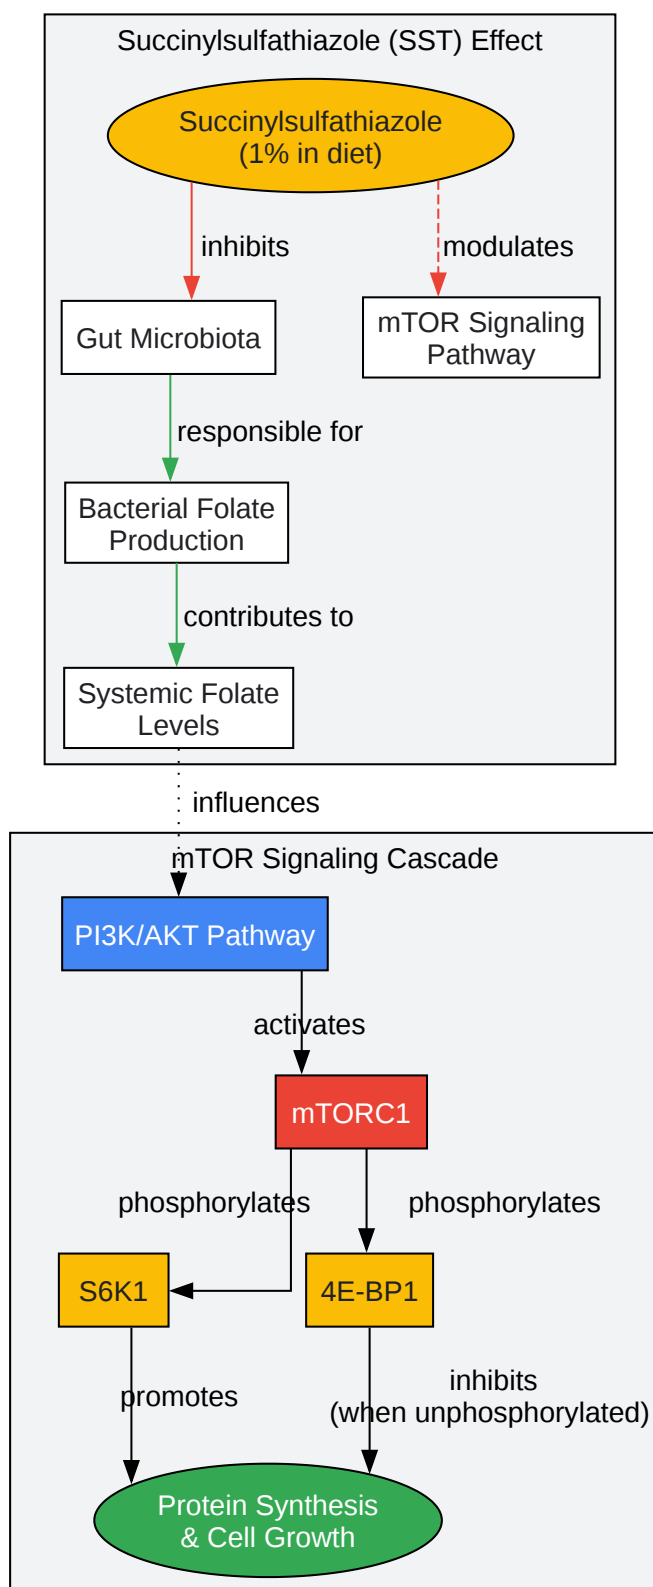 Succinylsulfathiazole (SST) Effect
Succinylsulfathiazole
(1% in diet)
inhibits
modulates
Gut Microbiota
mTOR Signaling
Pathway
responsible for
Bacterial Folate
Production
contributes to
Systemic Folate
Levels
influences
mTOR Signaling Cascade
PI3K/AKT Pathway
activates
mTORC1
phosphorylates
phosphorylates
S6K1
4E-BP1
promotes
inhibits
(when unphosphorylated)
Protein Synthesis
& Cell Growth